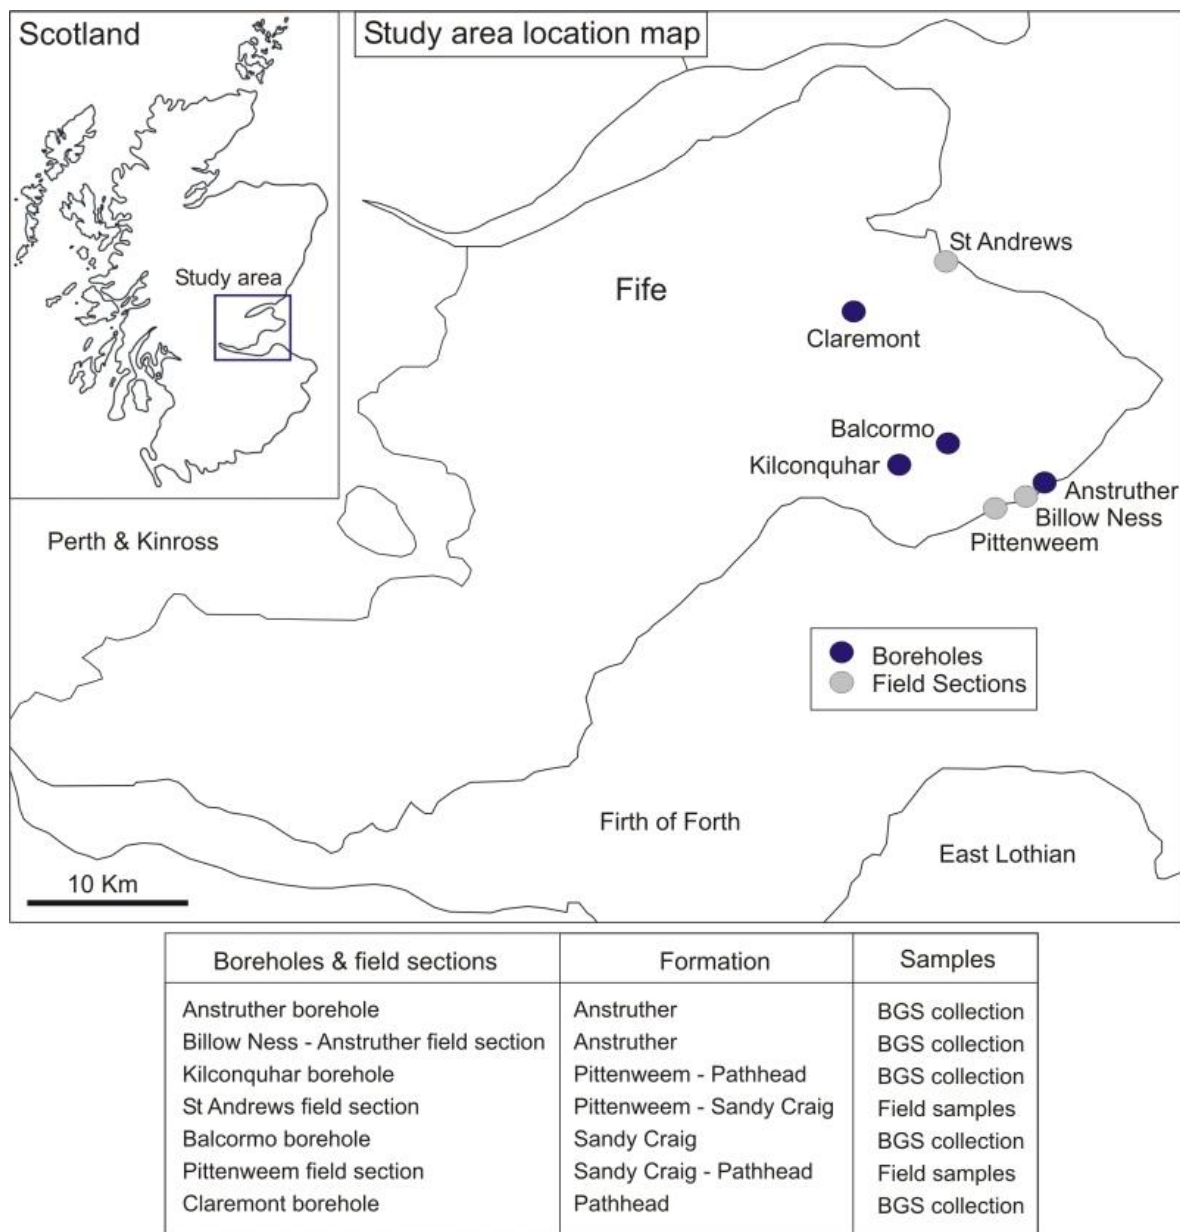 Scotland
Study area location map
Study area
St Andrews
Fife
Claremont
Balcormo
Kilconquhar
Anstruther
Billow Ness
Pittenweem
Perth & Kinross
Boreholes
Field Sections
Firth of Forth
East Lothian
10 Km
Boreholes & field sections Formation Samples
Anstruther borehole Anstruther BGS collection
Billow Ness - Anstruther field section Anstruther BGS collection
Kilconquhar borehole Pittenweem - Pathhead BGS collection
St Andrews field section Pittenweem - Sandy Craig Field samples
Balcormo borehole Sandy Craig BGS collection
Pittenweem field section Sandy Craig - Pathhead Field samples
Claremont borehole Pathhead BGS collection